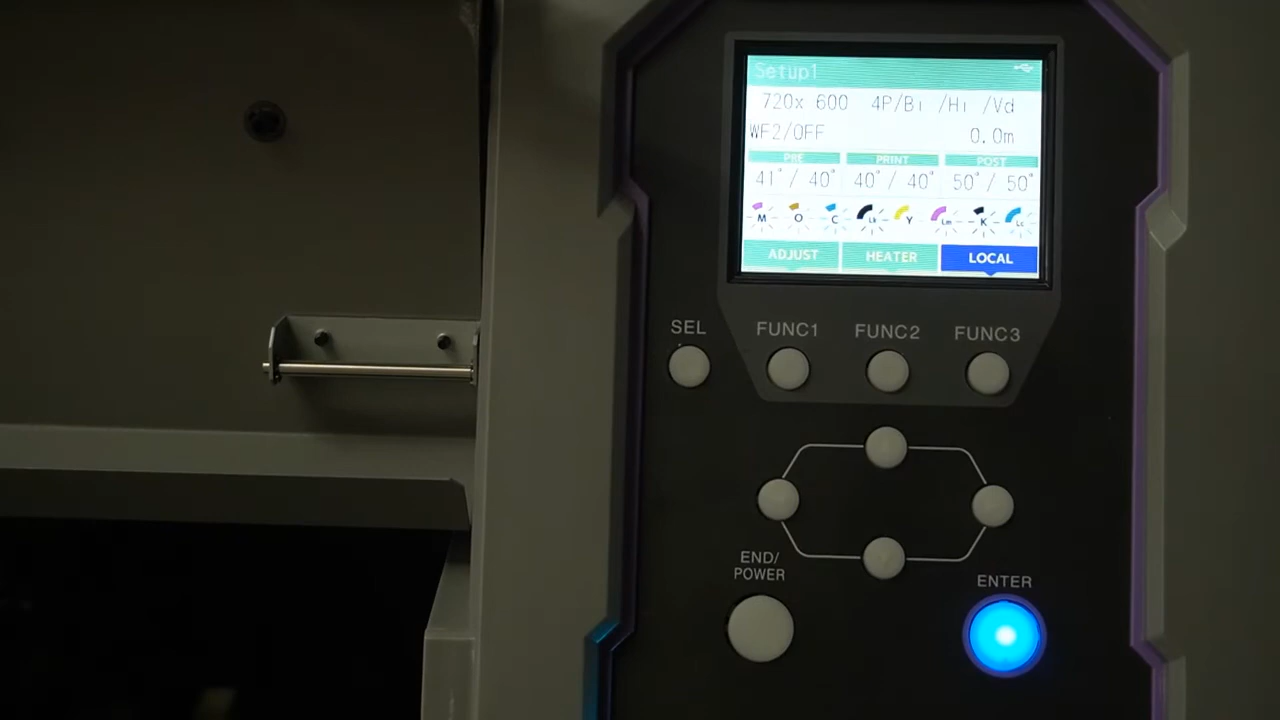 Setup1
720x 600 4P/Bi /Hi /Vd
WF2/OFF 0.0m
PRE PRINT POST
41°/ 40° 40°/ 40° 50°/ 50°
M O C Lk Y Lm K Lc
ADJUST HEATER LOCAL
SEL FUNC1 FUNC2 FUNC3
END/
POWER
ENTER